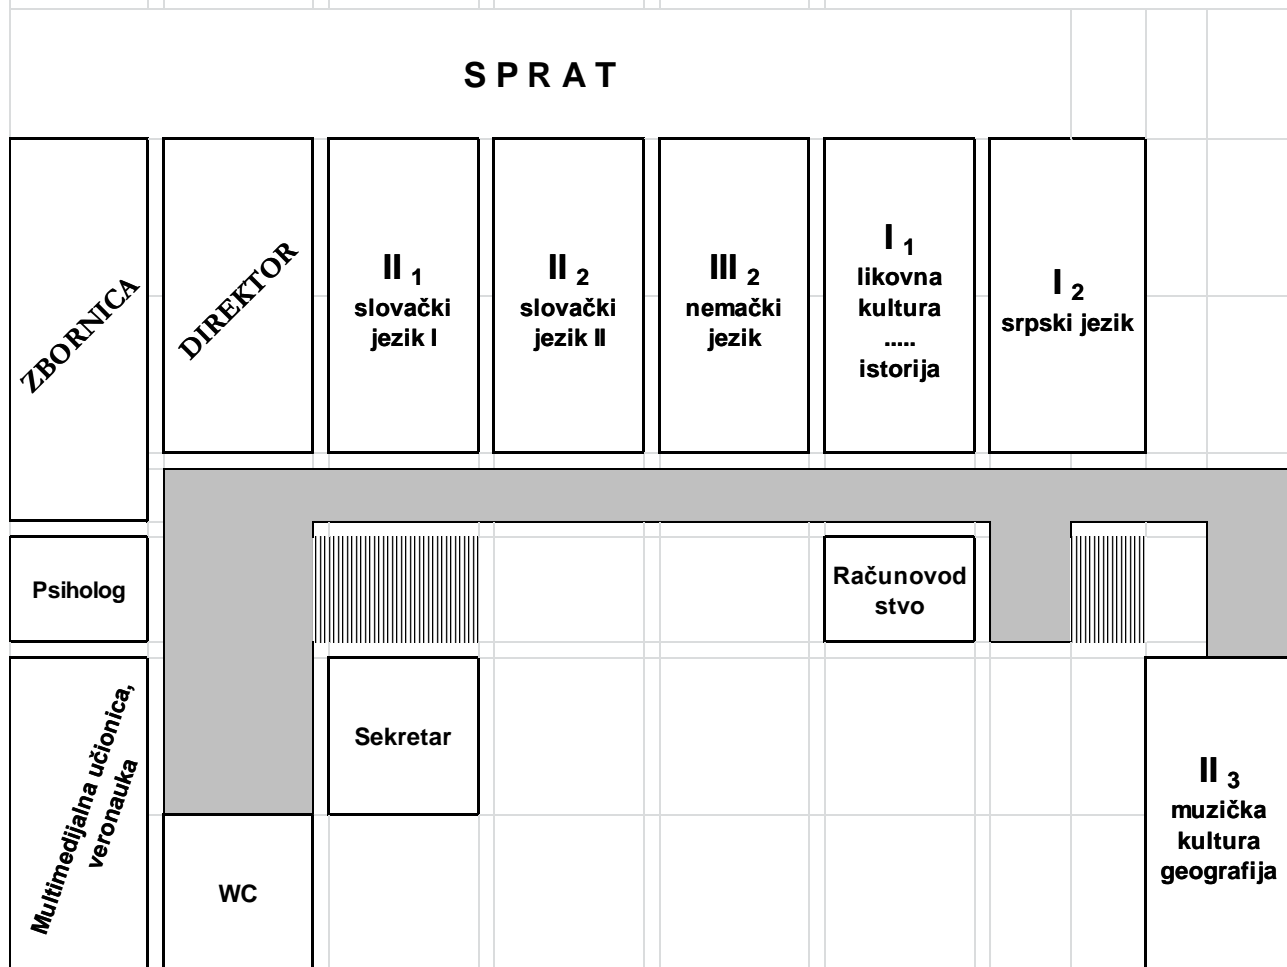 S P R A T
ZBORNICA
DIREKTOR
II 1
slovački
jezik I
II 2
slovački
jezik II
III 2
nemački
jezik
I 1
likovna
kultura
.....
istorija
I 2
srpski jezik
Psiholog
Računovod
stvo
Multimedijalna učionica,
veronauka
Sekretar
WC
II 3
muzička
kultura
geografija